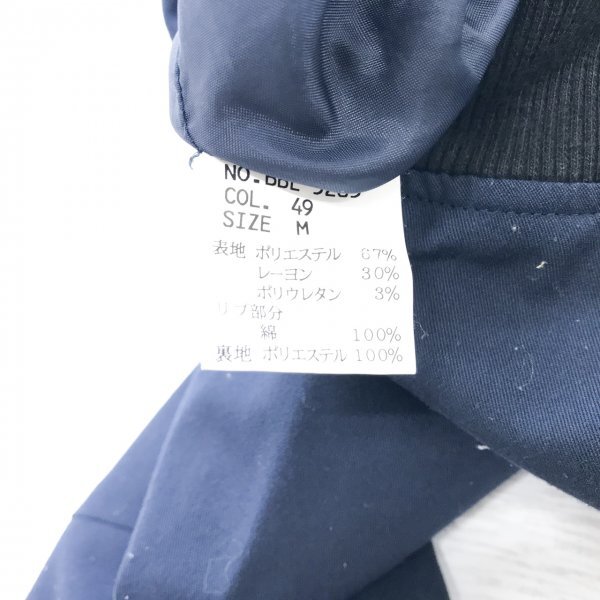 NO.BBL
COL. 49
SIZE M
表地 ポリエステル 67%
レーヨン 30%
ポリウレタン 3%
リブ部分
綿 100%
裏地 ポリエステル 100%